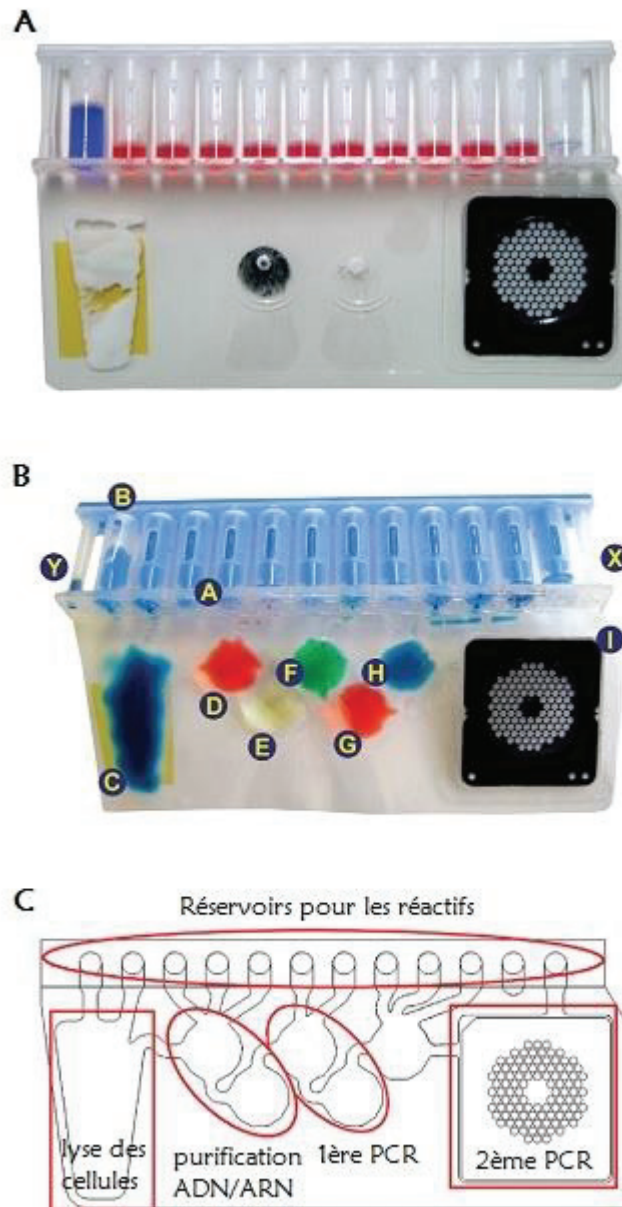 A
B
B
Y
X
A
I
F
H
D
E
G
C
C
Réservoirs pour les réactifs
lyse des
cellules
purification
ADN/ARN
1ère PCR
2ème PCR